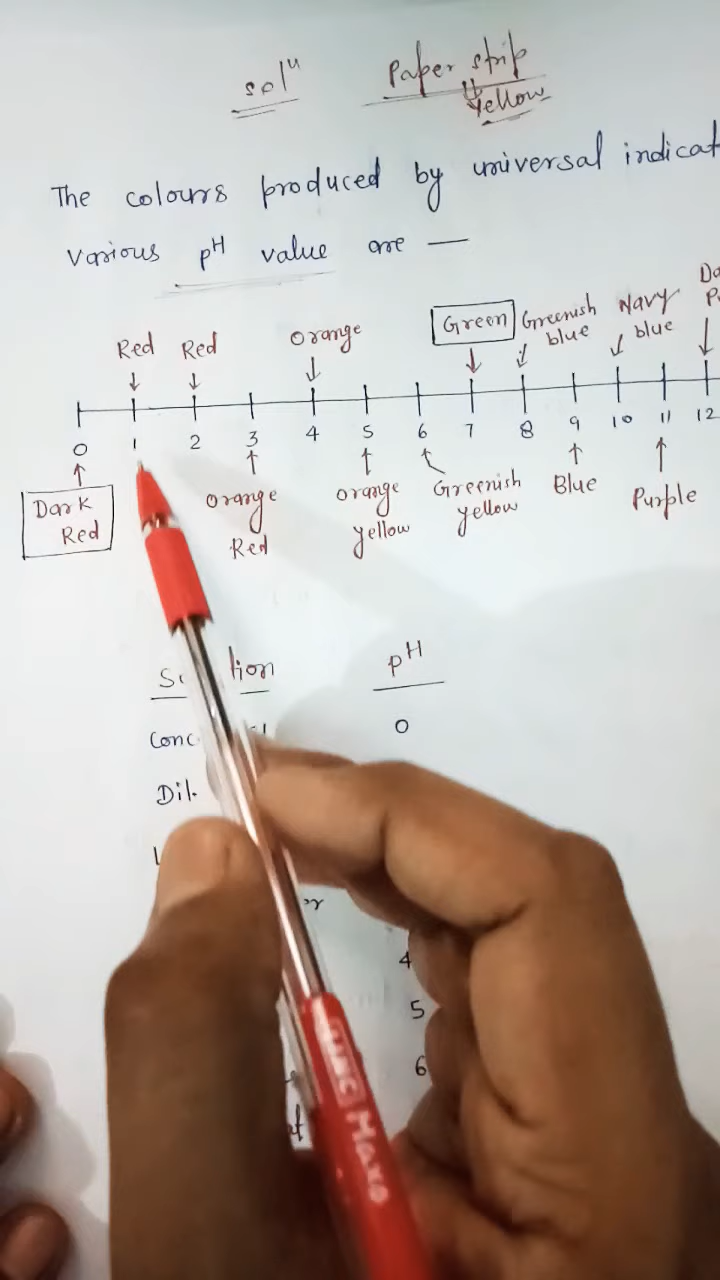 solⁿ Paper strip
Yellow
The colours produced by universal indicat
various pH value are —
Red Red Orange Green Greenish blue Navy blue Da
P
0 1 2 3 4 5 6 7 8 9 10 11 12
Dark Red Orange Red Orange yellow Greenish yellow Blue Purple
pH
Conc 0
Dil.
4
5
6